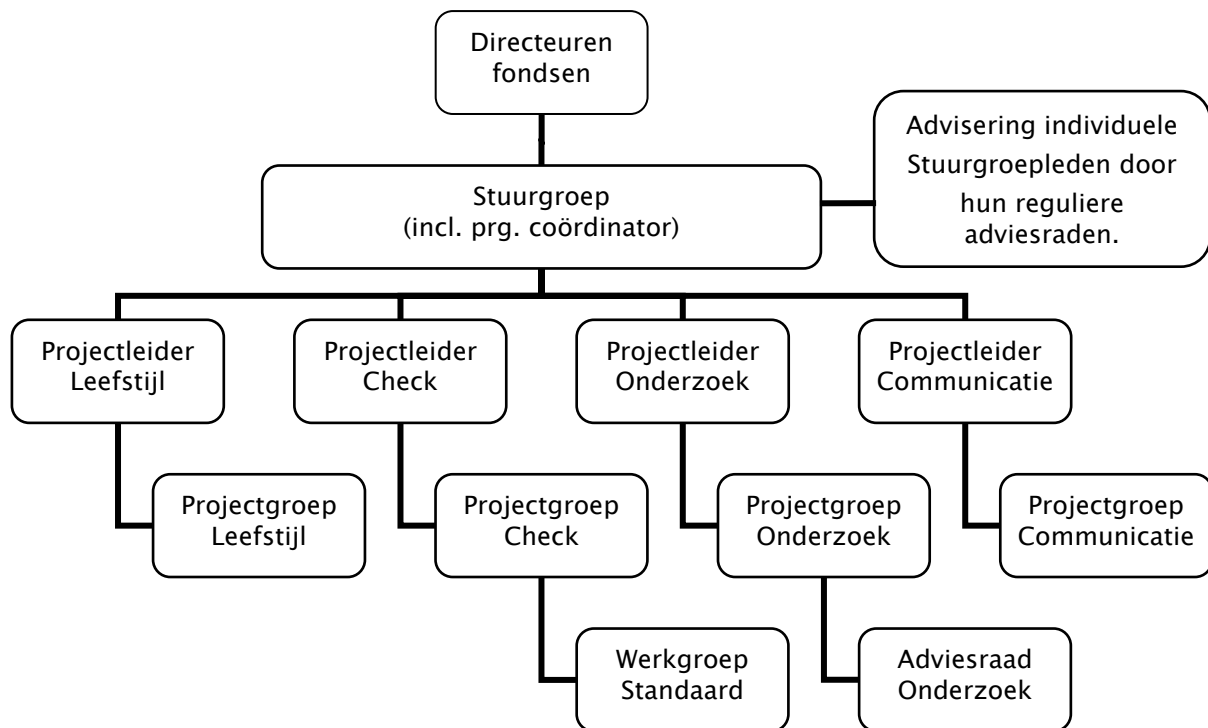 Directeuren
fondsen
Advisering individuele
Stuurgroepleden door
hun reguliere
adviesraden.
Stuurgroep
(incl. prg. coördinator)
Projectleider
Leefstijl
Projectleider
Check
Projectleider
Onderzoek
Projectleider
Communicatie
Projectgroep
Leefstijl
Projectgroep
Check
Projectgroep
Onderzoek
Projectgroep
Communicatie
Werkgroep
Standaard
Adviesraad
Onderzoek